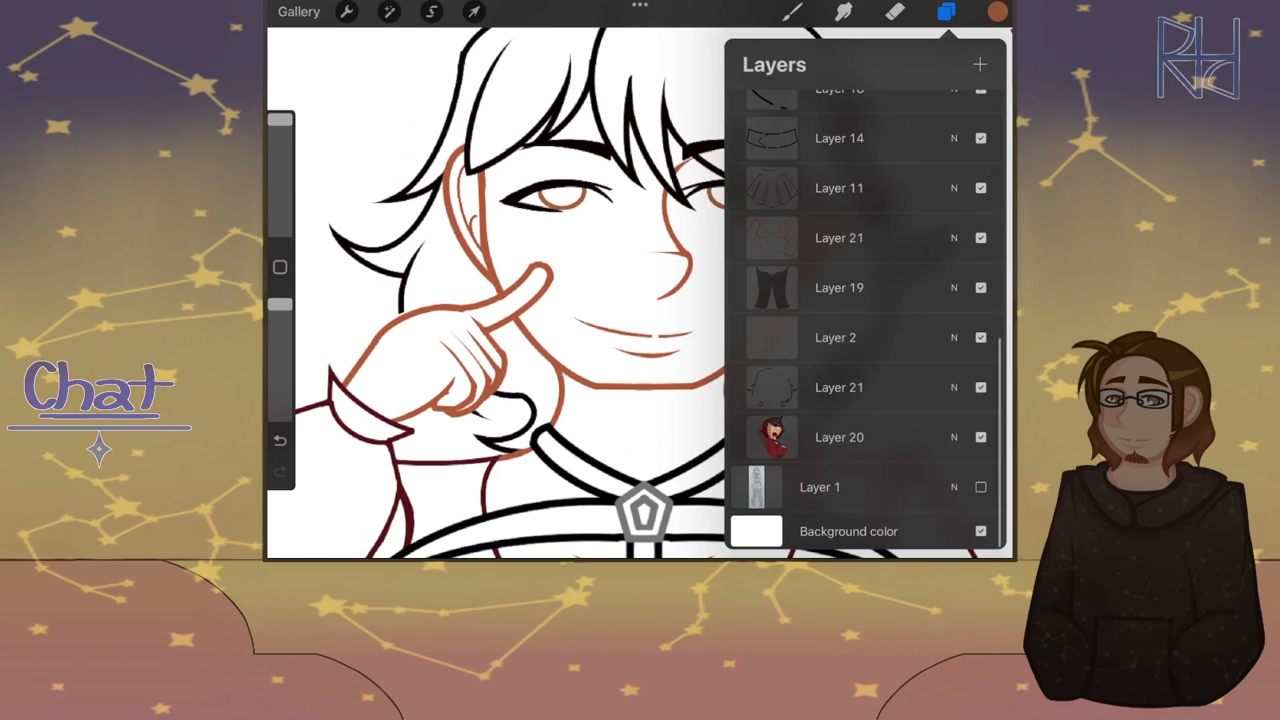 Gallery
Layers
Layer 14 N
Layer 11 N
Layer 21 N
Layer 19 N
Layer 2 N
Layer 21 N
Layer 20 N
Layer 1 N
Background color
Chat